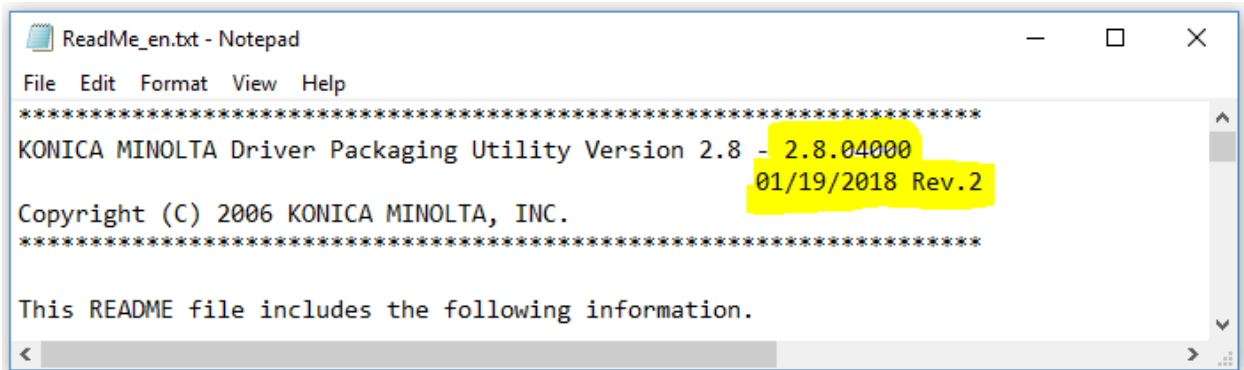 ReadMe_en.txt - Notepad
File Edit Format View Help
*********************************************************************
KONICA MINOLTA Driver Packaging Utility Version 2.8 - 2.8.04000
01/19/2018 Rev.2
Copyright (C) 2006 KONICA MINOLTA, INC.
*********************************************************************
This README file includes the following information.